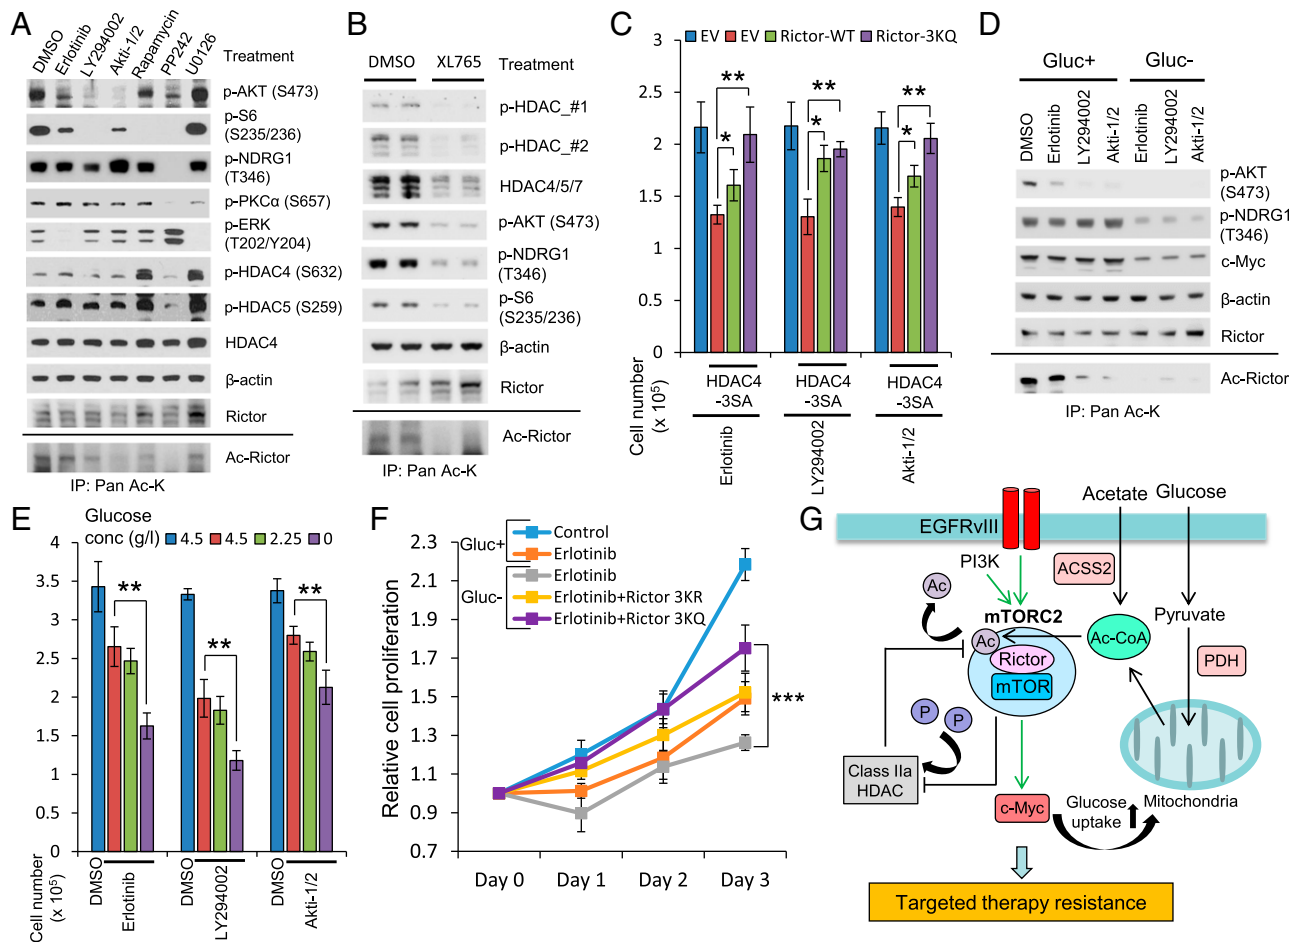 A
DMSO
Erlotinib
LY294002
Akti-1/2
Rapamycin
PP242
U0126
Treatment
p-AKT (S473)
p-S6
(S235/236)
p-NDRG1
(T346)
p-PKCα (S657)
p-ERK
(T202/Y204)
p-HDAC4 (S632)
p-HDAC5 (S259)
HDAC4
β-actin
Rictor
Ac-Rictor
IP: Pan Ac-K
B
DMSO
XL765
Treatment
p-HDAC_#1
p-HDAC_#2
HDAC4/5/7
p-AKT (S473)
p-NDRG1
(T346)
p-S6
(S235/236)
β-actin
Rictor
Ac-Rictor
IP: Pan Ac-K
C
EV EV Rictor-WT Rictor-3KQ
3
2.5
2
1.5
1
0.5
0
** * ** * ** *
Cell number
(x 10⁵)
HDAC4
-3SA
HDAC4
-3SA
HDAC4
-3SA
Erlotinib
LY294002
Akti-1/2
D
Gluc+
Gluc-
DMSO
Erlotinib
LY294002
Akti-1/2
Erlotinib
LY294002
Akti-1/2
p-AKT
(S473)
p-NDRG1
(T346)
c-Myc
β-actin
Rictor
Ac-Rictor
IP: Pan Ac-K
E
Glucose
conc (g/l) 4.5 4.5 2.25 0
4
3.5
3
2.5
2
1.5
1
0.5
0
** ** **
Cell number
(x 10⁵)
DMSO
Erlotinib
DMSO
LY294002
DMSO
Akti-1/2
F
Gluc+
Control
Erlotinib
Gluc-
Erlotinib
Erlotinib+Rictor 3KR
Erlotinib+Rictor 3KQ
Relative cell proliferation
2.3
2.1
1.9
1.7
1.5
1.3
1.1
0.9
0.7
***
Day 0 Day 1 Day 2 Day 3
G
Acetate Glucose
EGFRvIII
PI3K
ACSS2
Ac
mTORC2
Pyruvate
Ac
Ac-CoA
Rictor
PDH
mTOR
P P
Class IIa
HDAC
c-Myc
Glucose
uptake
Mitochondria
Targeted therapy resistance